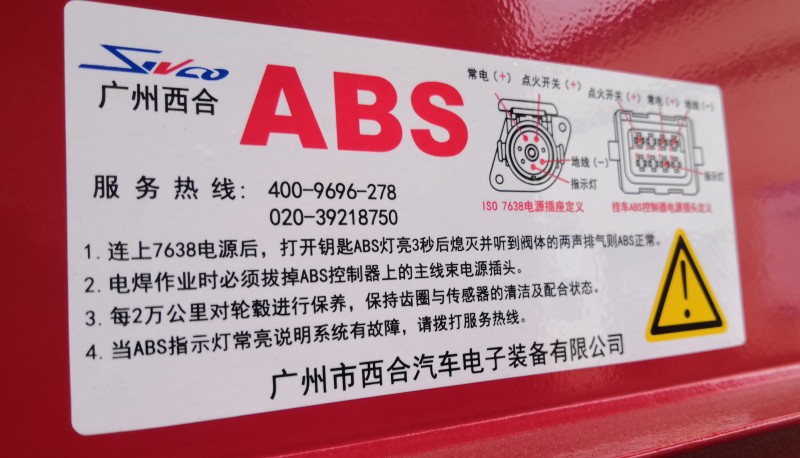 SINCO
广州西合
ABS
常电(+) 点火开关(+)
点火开关(+) 常电(+) 地线(-)
地线(-)
指示灯
指示灯
ISO 7638电源插座定义
挂车ABS控制器电源插头定义
服务热线: 400-9696-278
020-39218750
1. 连上7638电源后，打开钥匙ABS灯亮3秒后熄灭并听到阀体的两声排气则ABS正常。
2. 电焊作业时必须拔掉ABS控制器上的主线束电源插头。
3. 每2万公里对轮毂进行保养，保持齿圈与传感器的清洁及配合状态。
4. 当ABS指示灯常亮说明系统有故障，请拨打服务热线。
广州市西合汽车电子装备有限公司